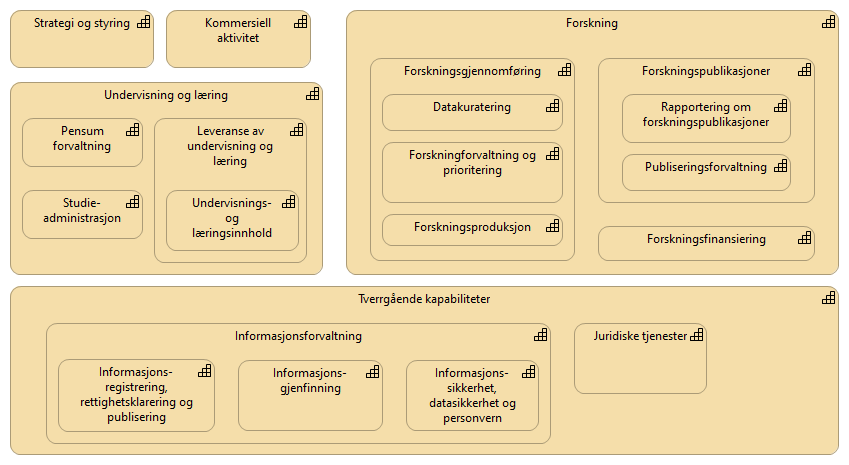 Strategi og styring
Kommersiell
aktivitet
Undervisning og læring
Pensum
forvaltning
Studie-
administrasjon
Leveranse av
undervisning og
læring
Undervisnings-
og
læringsinnhold
Forskning
Forskningsgjennomføring
Datakuratering
Forskningforvaltning og
prioritering
Forskningsproduksjon
Forskningspublikasjoner
Rapportering om
forskningspublikasjoner
Publiseringsforvaltning
Forskningsfinansiering
Tverrgående kapabiliteter
Informasjonsforvaltning
Informasjons-
registrering,
rettighetsklarering og
publisering
Informasjons-
gjenfinning
Informasjons-
sikkerhet,
datasikkerhet og
personvern
Juridiske tjenester